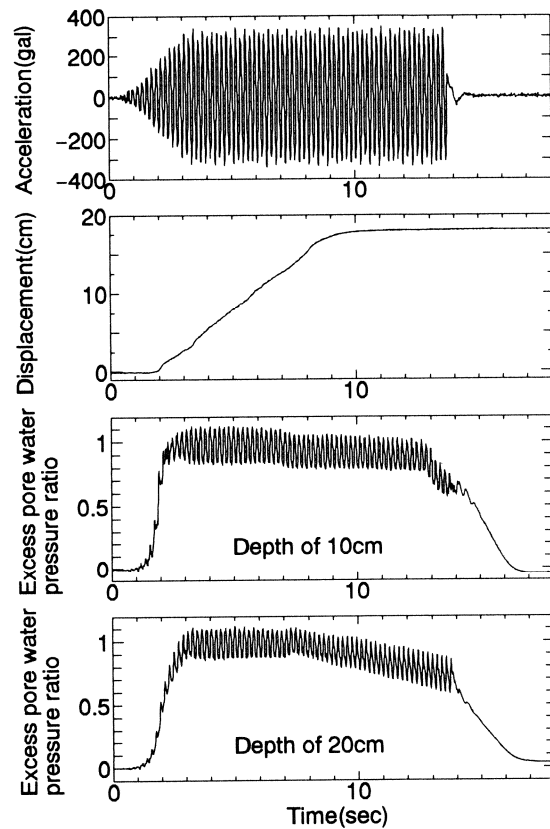 Acceleration(gal)
400
200
0
-200
-400
0
10
Displacement(cm)
20
10
0
0
10
Excess pore water
pressure ratio
1
0.5
0
Depth of 10cm
0
10
Excess pore water
pressure ratio
1
0.5
0
Depth of 20cm
0
10
Time(sec)